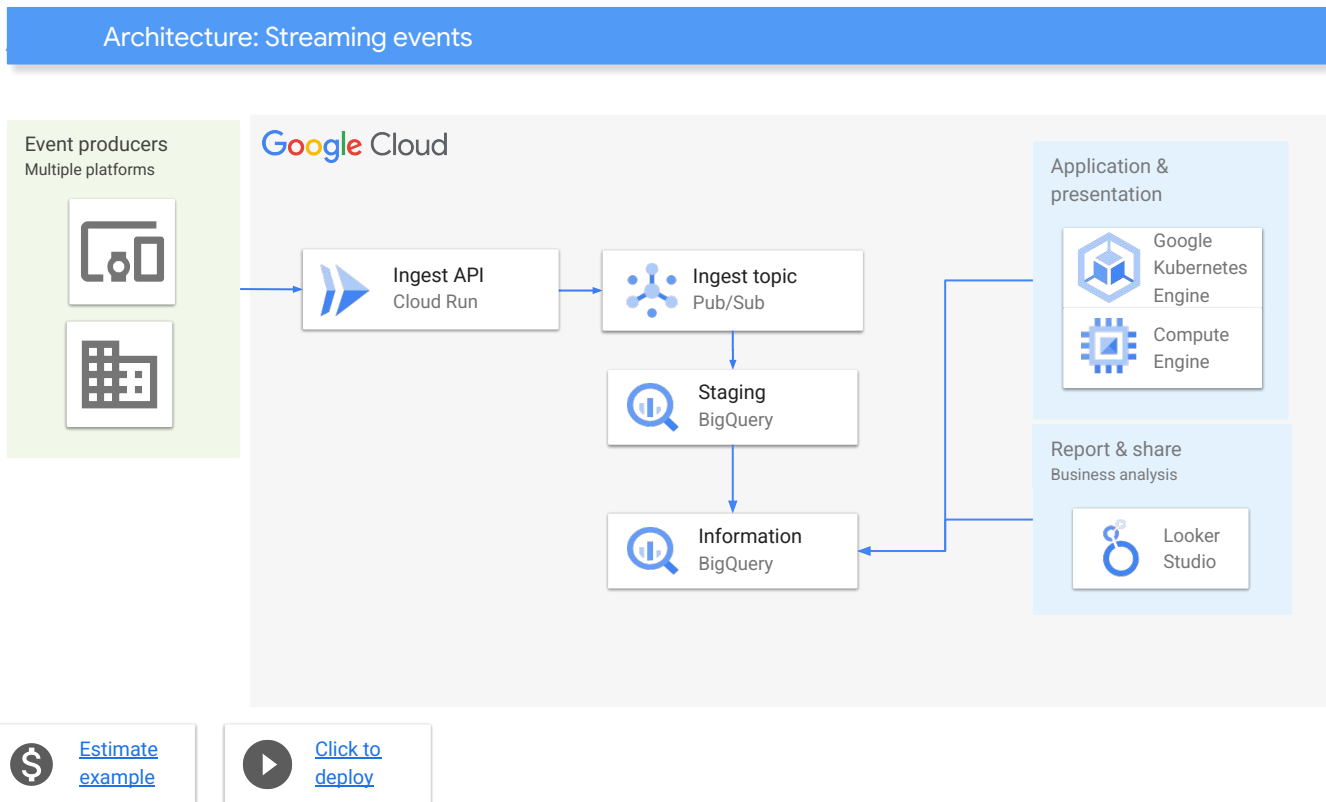 Architecture: Streaming events
Event producers
Multiple platforms
Google Cloud
Ingest API
Cloud Run
Ingest topic
Pub/Sub
Staging
BigQuery
Information
BigQuery
Application &
presentation
Google
Kubernetes
Engine
Compute
Engine
Report & share
Business analysis
Looker
Studio
Estimate
example
Click to
deploy